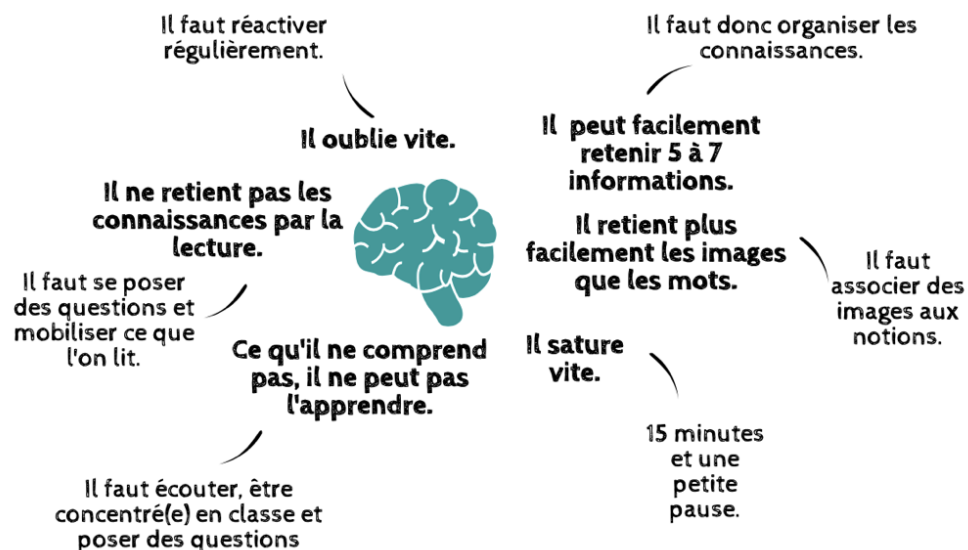 Il faut réactiver
régulièrement.
Il oublie vite.
Il faut donc organiser les
connaissances.
Il peut facilement
retenir 5 à 7
informations.
Il ne retient pas les
connaissances par la
lecture.
Il faut se poser
des questions et
mobiliser ce que
l'on lit.
Il retient plus
facilement les images
que les mots.
Il faut
associer des
images aux
notions.
Ce qu'il ne comprend
pas, il ne peut pas
l'apprendre.
Il faut écouter, être
concentré(e) en classe et
poser des questions
Il sature
vite.
15 minutes
et une
petite
pause.